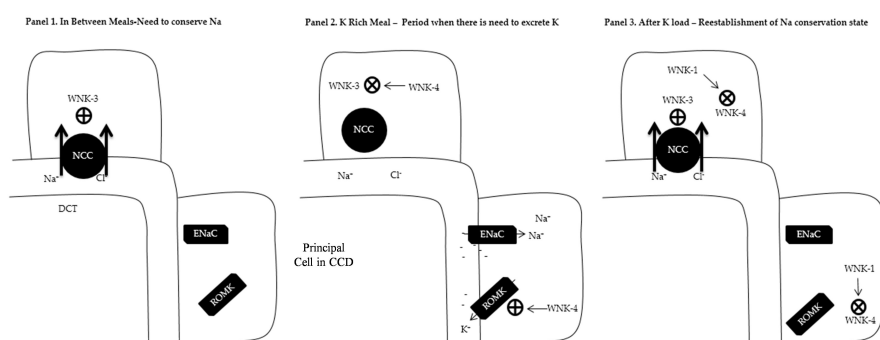 Panel 1. In Between Meals-Need to conserve Na
Panel 2. K Rich Meal – Period when there is need to excrete K
Panel 3. After K load – Reestablishment of Na conservation state
WNK-3
NCC
Na⁻
Cl⁻
DCT
ENaC
ROMK
WNK-3
WNK-4
NCC
Na⁻
Cl⁻
Principal
Cell in CCD
ENaC
Na⁻
Na⁻
ROMK
WNK-4
K⁻
WNK-1
WNK-3
WNK-4
NCC
Na⁻
Cl⁻
ENaC
WNK-1
ROMK
WNK-4